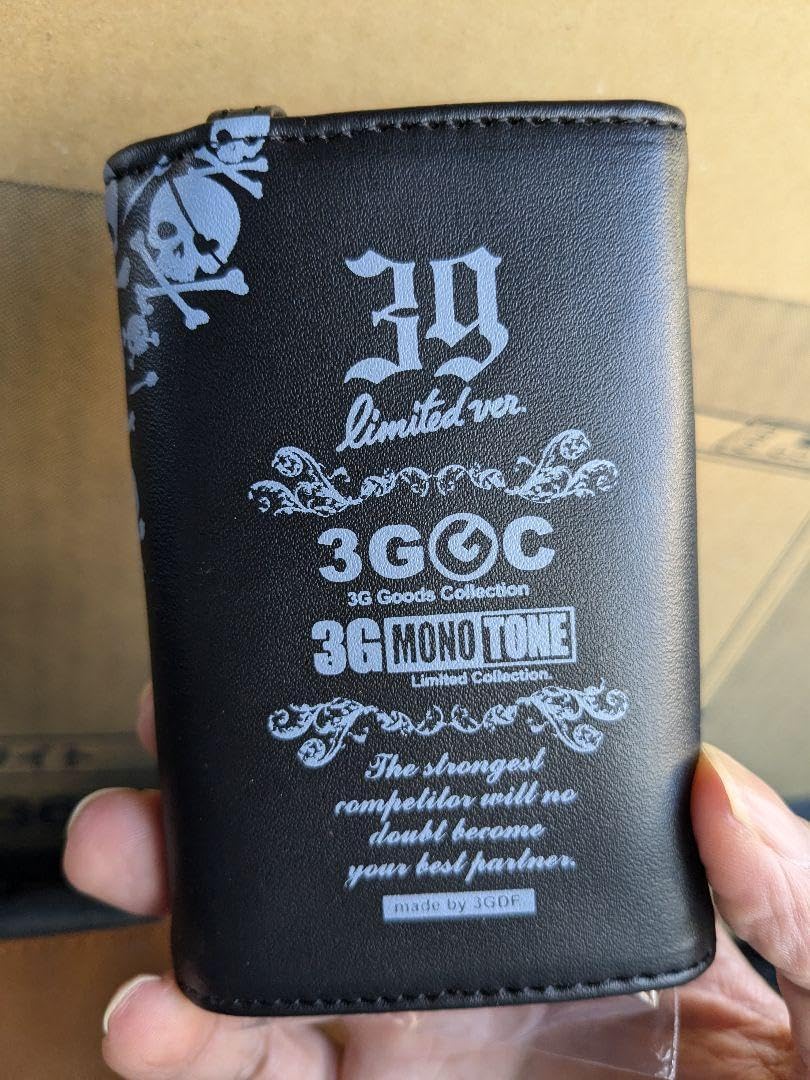 3g
limited ver.
3GGC
3G Goods Collection
3G MONO TONE
Limited Collection.
The strongest
competitor will no
doubt become
your best partner.
made by 3GDF.